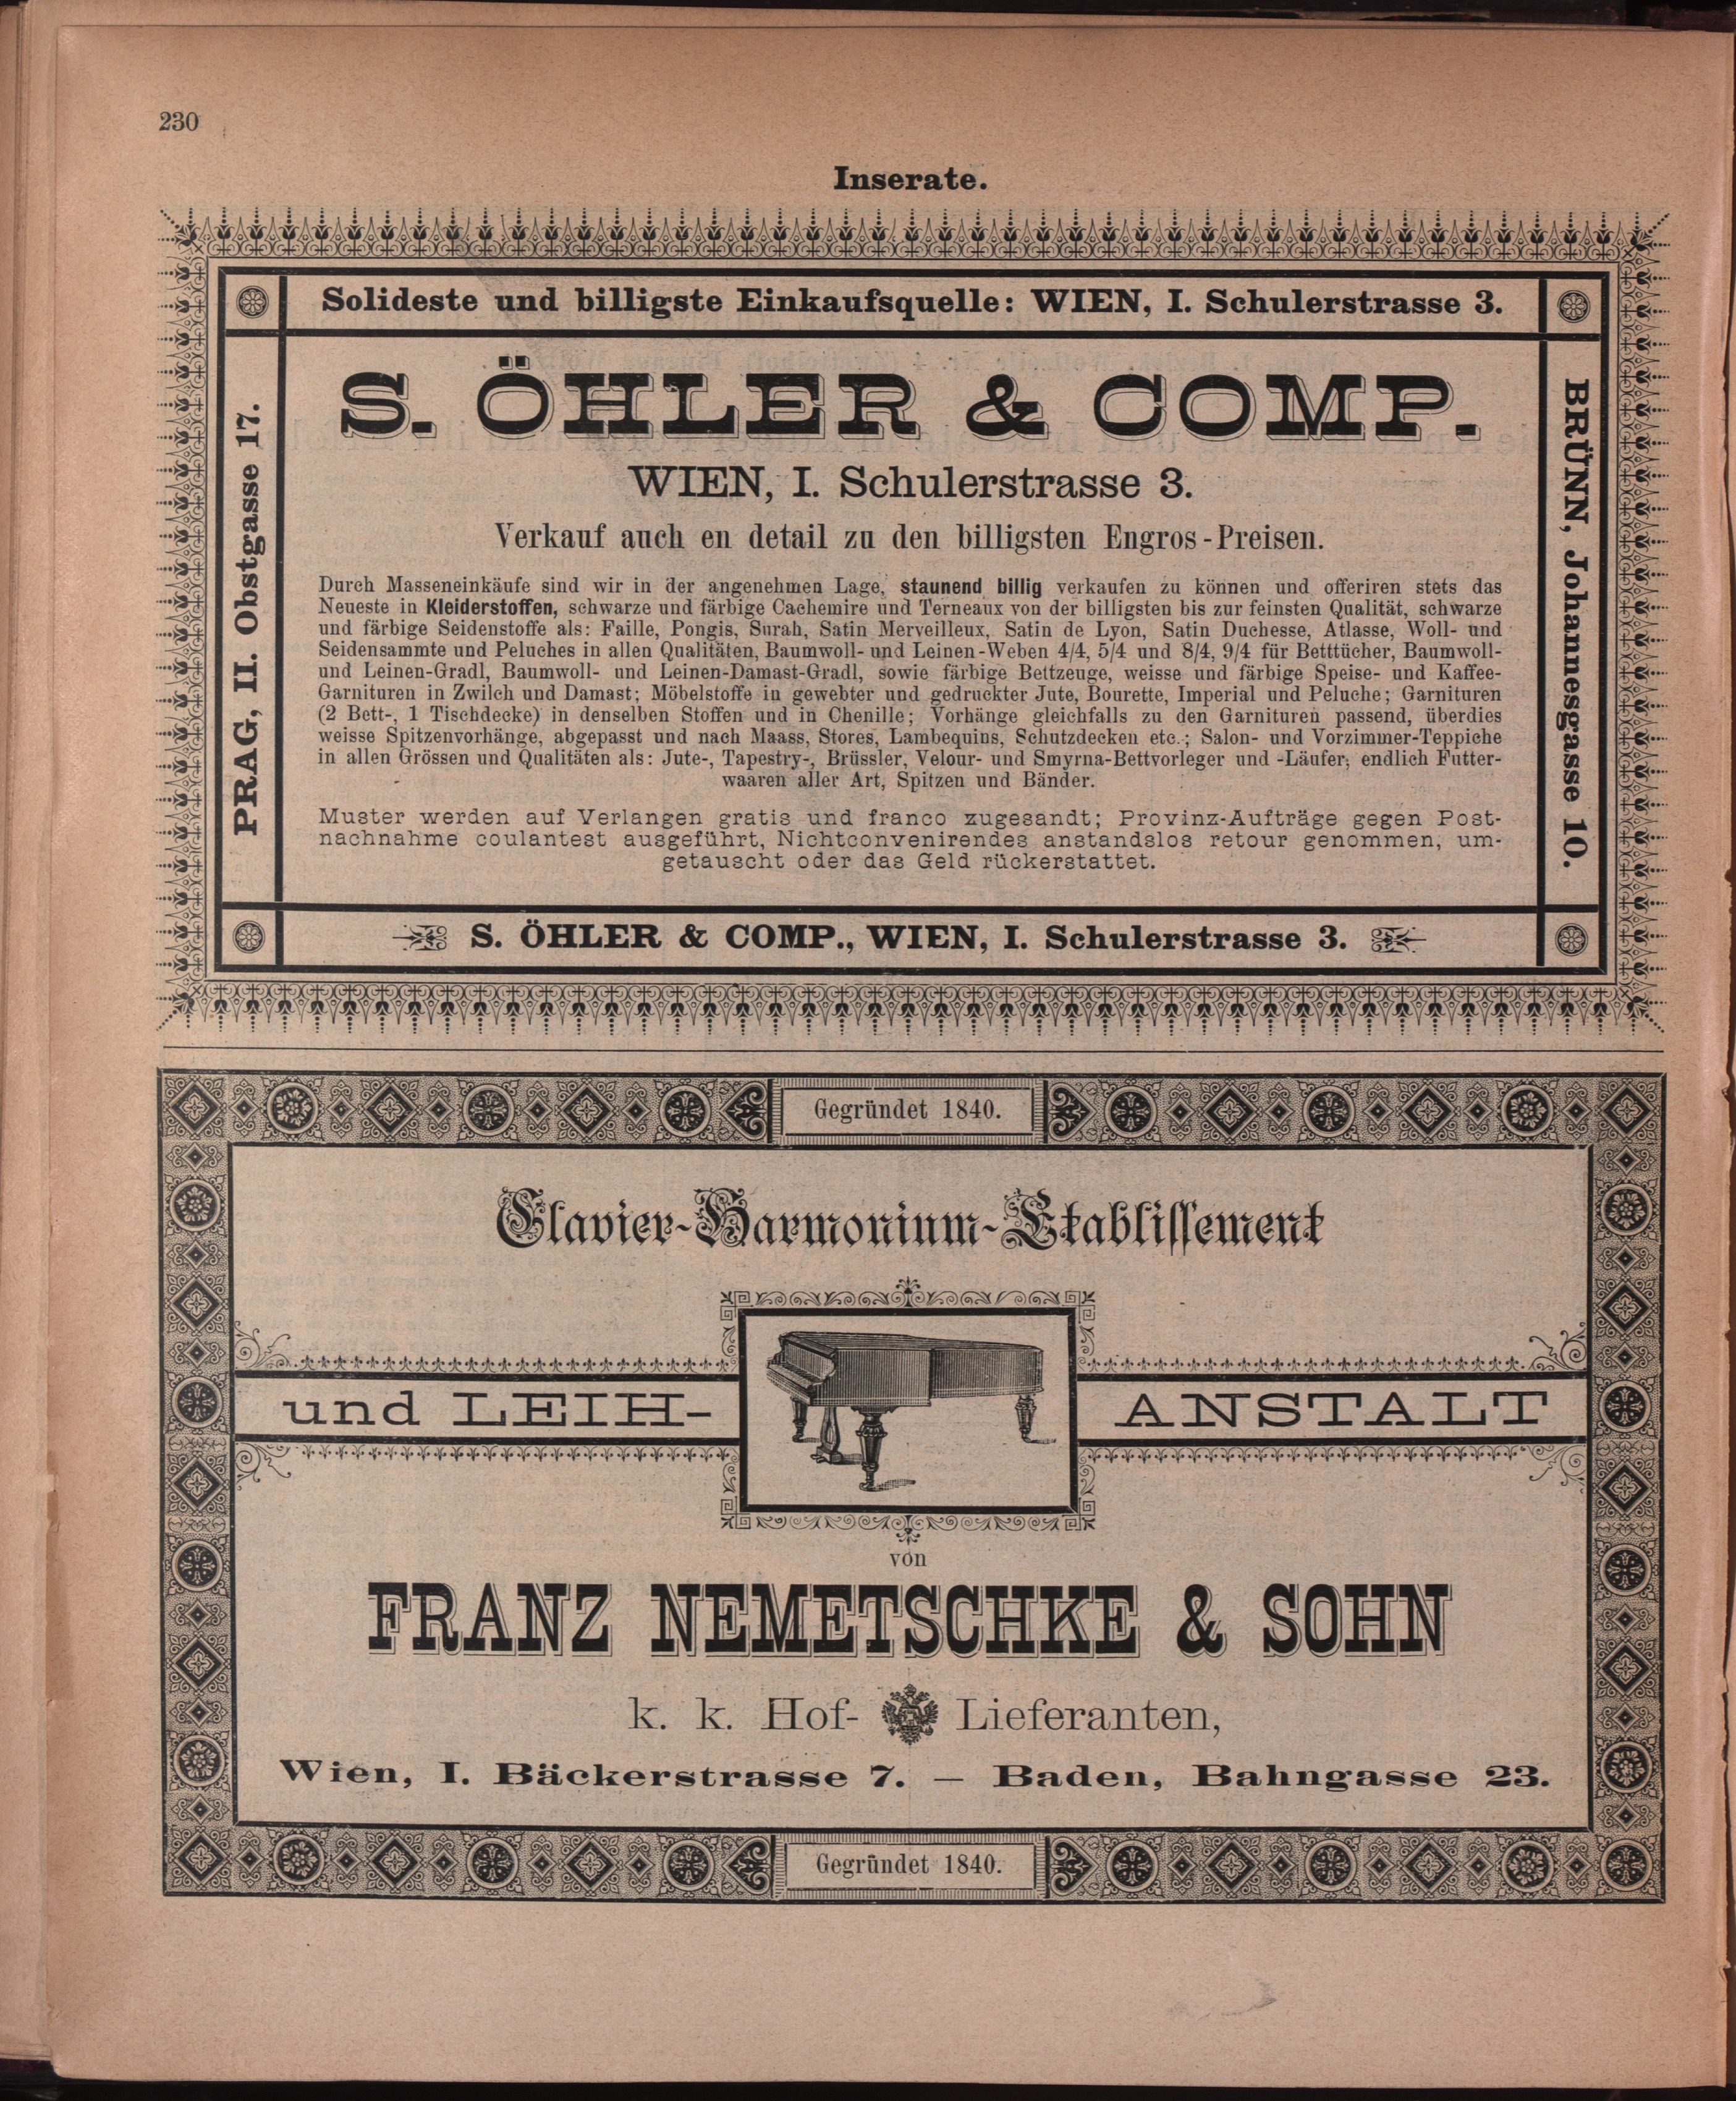 230
Inserate.
Solideste und billigste Einkaufsquelle: WIEN, I. Schulerstrasse 3.
PRAG, II. Obstgasse 17.
S. ÖHLER & COMP.
WIEN, I. Schulerstrasse 3.
Verkauf auch en detail zu den billigsten Engros-Preisen.
Durch Masseneinkäufe sind wir in der angenehmen Lage, staunend billig verkaufen zu können und offeriren stets das
Neueste in Kleiderstoffen, schwarze und färbige Cachemire und Terneaux von der billigsten bis zur feinsten Qualität, schwarze
und färbige Seidenstoffe als: Faille, Pongis, Surah, Satin Merveilleux, Satin de Lyon, Satin Duchesse, Atlasse, Woll- und
Seidensammte und Peluches in allen Qualitäten, Baumwoll- und Leinen-Weben 4/4, 5/4 und 8/4, 9/4 für Betttücher, Baumwoll-
und Leinen-Gradl, Baumwoll- und Leinen-Damast-Gradl, sowie färbige Bettzeuge, weisse und färbige Speise- und Kaffee-
Garnituren in Zwilch und Damast; Möbelstoffe in gewebter und gedruckter Jute, Bourette, Imperial und Peluche; Garnituren
(2 Bett-, 1 Tischdecke) in denselben Stoffen und in Chenille; Vorhänge gleichfalls zu den Garnituren passend, überdies
weisse Spitzenvorhänge, abgepasst und nach Maass, Stores, Lambequins, Schutzdecken etc.; Salon- und Vorzimmer-Teppiche
in allen Grössen und Qualitäten als: Jute-, Tapestry-, Brüssler, Velour- und Smyrna-Bettvorleger und -Läufer; endlich Futter-
waaren aller Art, Spitzen und Bänder.
Muster werden auf Verlangen gratis und franco zugesandt; Provinz-Aufträge gegen Post-
nachnahme coulantest ausgeführt, Nichtconvenirendes anstandslos retour genommen, um-
getauscht oder das Geld rückerstattet.
BRÜNN, Johannesgasse 10.
S. ÖHLER & COMP., WIEN, I. Schulerstrasse 3.
Gegründet 1840.
Clavier-Harmonium-Etablissement
und LEIH-
ANSTALT
von
FRANZ NEMETSCHKE & SOHN
k. k. Hof- Lieferanten,
Wien, I. Bäckerstrasse 7. — Baden, Bahngasse 23.
Gegründet 1840.